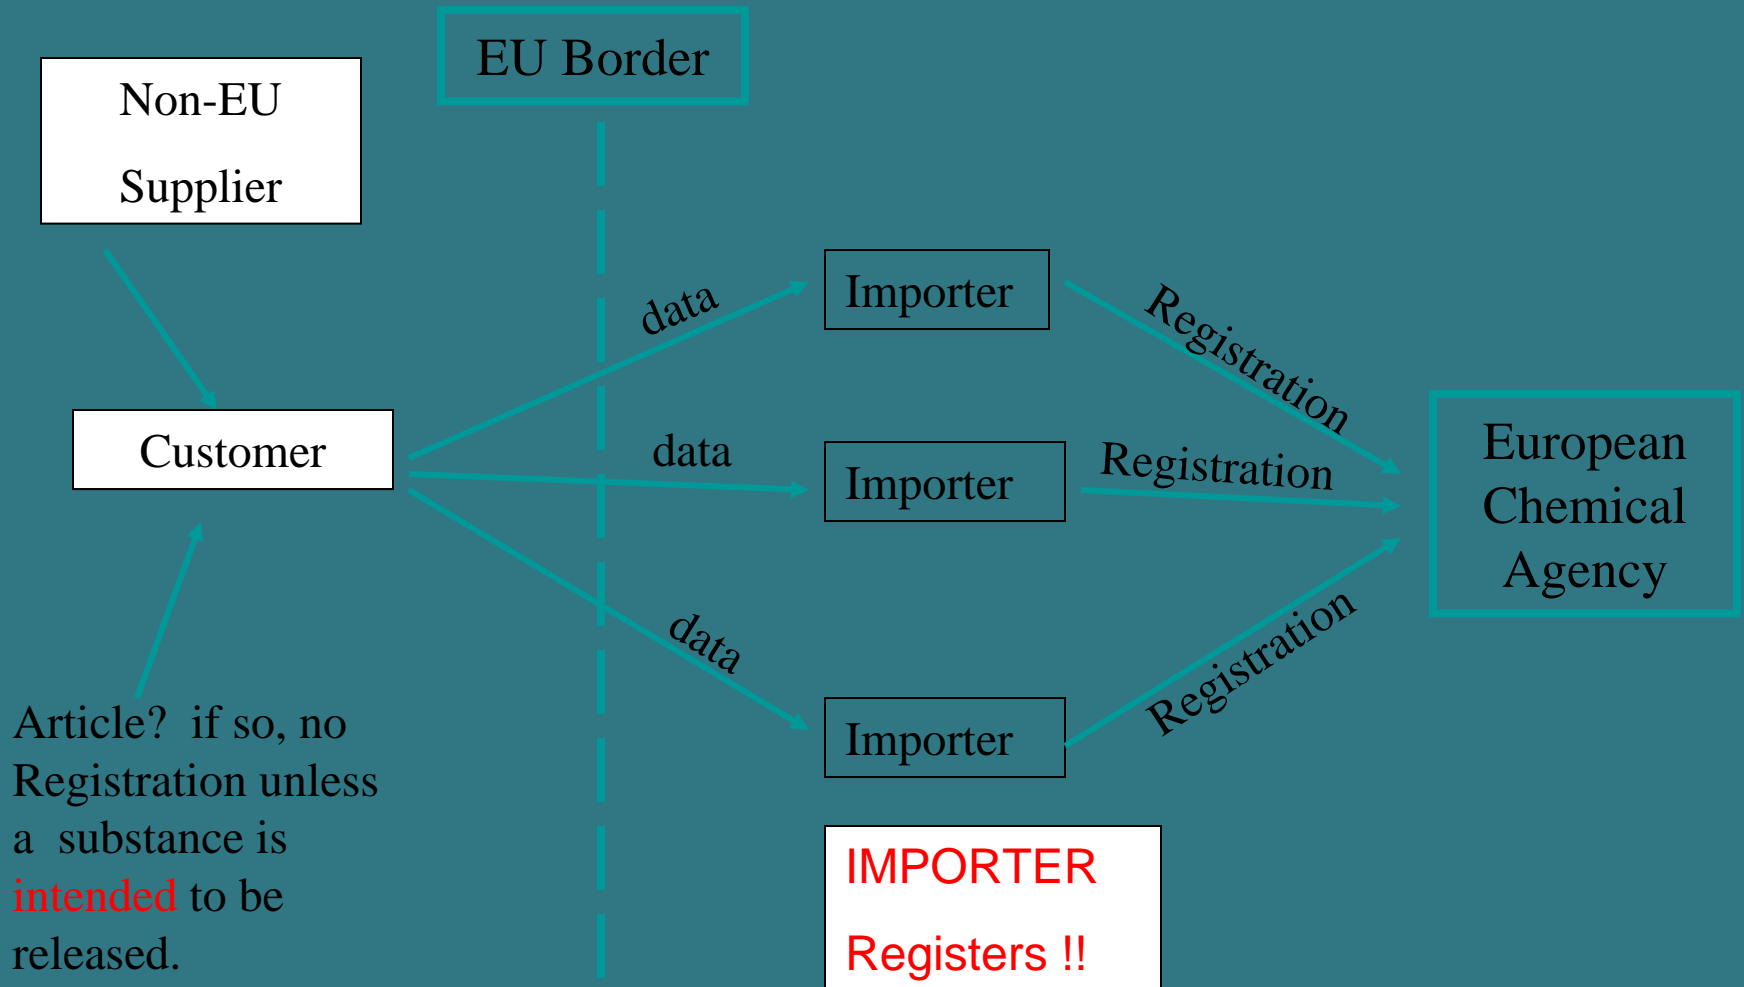 EU Border
Non-EU
Supplier
data
Importer
Registration
Customer
data
Importer
Registration
European
Chemical
Agency
data
Importer
Registration
Article?  if so, no
Registration unless
a  substance is
intended to be
released.
IMPORTER
Registers !!